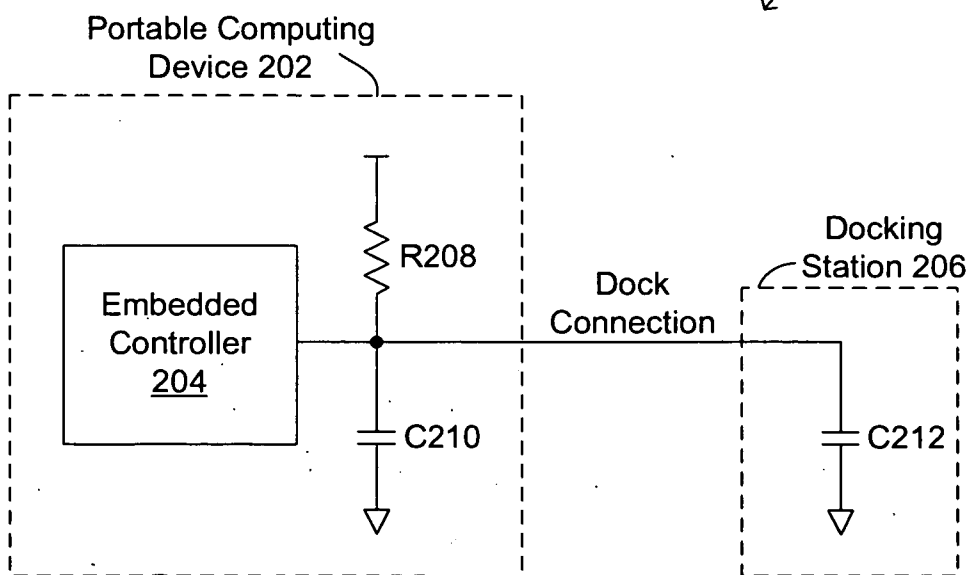 Portable Computing
Device 202
Docking
Station 206
R208
Dock
Connection
Embedded
Controller
204
C210
C212